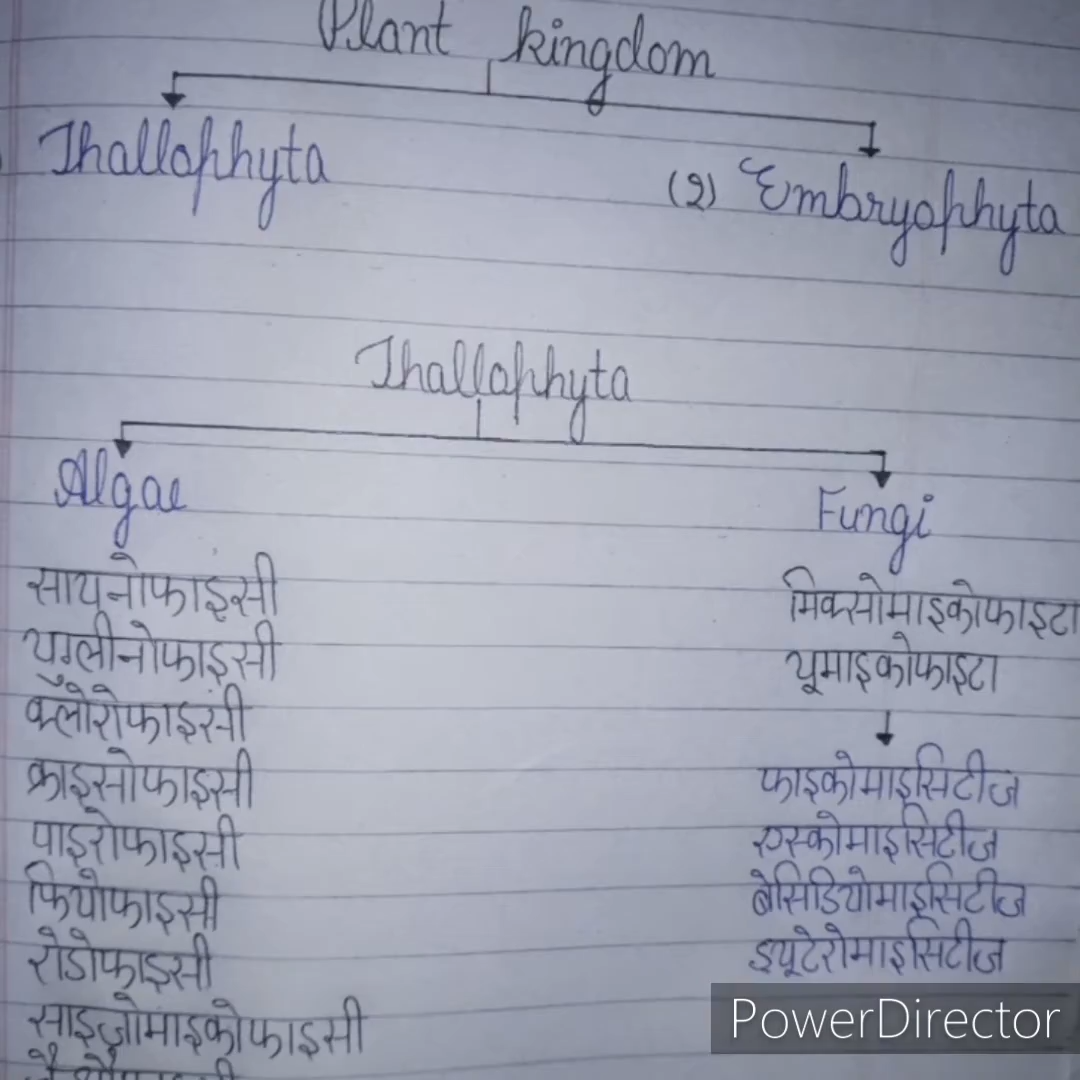 Plant kingdom
Thallophyta
(2) Embryophyta
Thallophyta
Algae
Fungi
सायनोफाइसी
युग्लीनोफाइसी
क्लोरोफाइसी
क्राइसोफाइसी
पाइरोफाइसी
फियोफाइसी
रोडोफाइसी
साइजोमाइकोफाइसी
मिक्सोमाइकोफाइटा
यूमाइकोफाइटा
फाइकोमाइसिटीज
एस्कोमाइसिटीज
बेसिडियोमाइसिटीज
ड्यूटेरोमाइसिटीज
PowerDirector